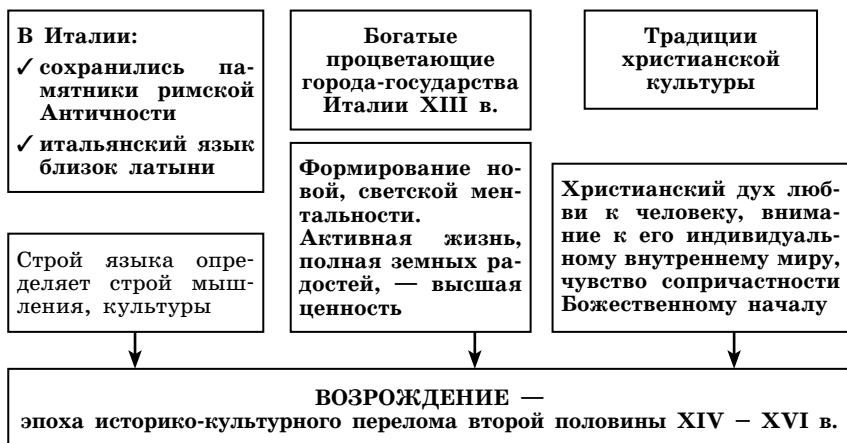 В Италии:
✓ сохранились па-
мятники римской
Античности
✓ итальянский язык
близок латыни
Богатые
процветающие
города-государства
Италии XIII в.
Традиции
христианской
культуры
Строй языка опре-
деляет строй мыш-
ления, культуры
Формирование но-
вой, светской мен-
тальности.
Активная жизнь,
полная земных ра-
достей, — высшая
ценность
Христианский дух люб-
ви к человеку, внима-
ние к его индивидуаль-
ному внутреннему миру,
чувство сопричастности
Божественному началу
ВОЗРОЖДЕНИЕ —
эпоха историко-культурного перелома второй половины XIV – XVI в.